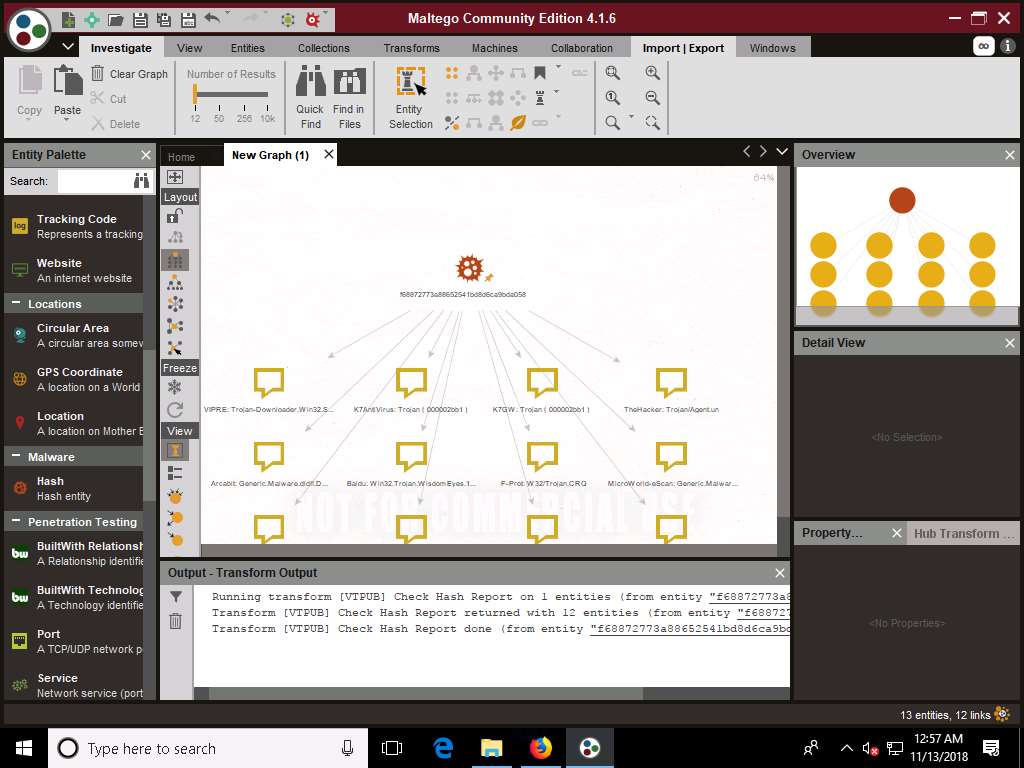 Maltego Community Edition 4.1.6
Investigate View Entities Collections Transforms Machines Collaboration Import | Export Windows
Copy Paste Clear Graph Cut Delete
Number of Results
12 50 256 10k
Quick Find
Find in Files
Entity Selection
Entity Palette
Search:
Tracking Code
Represents a tracking
Website
An internet website
Locations
Circular Area
A circular area somew
GPS Coordinate
A location on a World
Location
A location on Mother E
Malware
Hash
Hash entity
Penetration Testing
BuiltWith Relationsh
A Relationship identifie
BuiltWith Technolog
A Technology identifie
Port
A TCP/UDP network p
Service
Network service (port
Home New Graph (1)
Layout
Freeze
View
64%
f68872773a88652541bd8d6ca9bda058
VIPRE: Trojan-Downloader.Win32.S... K7AntiVirus: Trojan ( 000002bb1 ) K7GW: Trojan ( 000002bb1 ) TheHacker: Trojan/Agent.un
Arcabit: Generic.Malware.dldf!.D... Baidu: Win32.Trojan.WisdomEyes.1... F-Prot: W32/Trojan.CRQ MicroWorld-eScan: Generic.Malwar...
NOT FOR COMMERCIAL USE
Output - Transform Output
Running transform [VTPUB] Check Hash Report on 1 entities (from entity "f68872773a8
Transform [VTPUB] Check Hash Report returned with 12 entities (from entity "f68872
Transform [VTPUB] Check Hash Report done (from entity "f68872773a88652541bd8d6ca9bd
Overview
Detail View
<No Selection>
Property... Hub Transform ...
<No Properties>
13 entities, 12 links
Type here to search
12:57 AM
11/13/2018